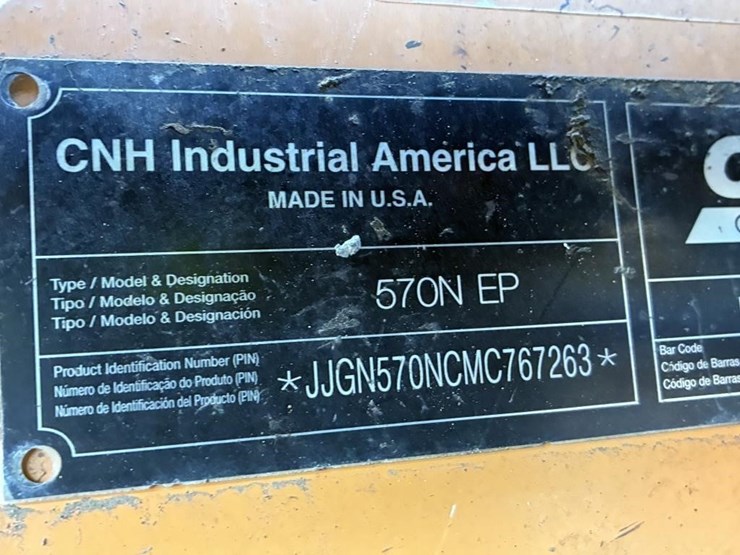 CNH Industrial America LLC
MADE IN U.S.A.
Type / Model & Designation
Tipo / Modelo & Designação
Tipo / Modelo & Designación
570N EP
Product Identification Number (PIN)
Número de Identificação do Produto (PIN)
Número de Identificación del Producto (PIN)
*JJGN570NCMC767263*
Bar Code
Código de Barras
Código de Barras